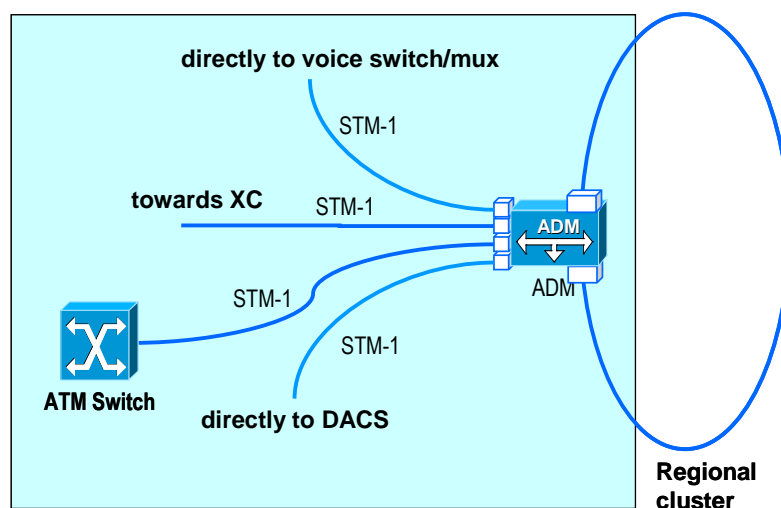 directly to voice switch/mux
STM-1
towards XC
STM-1
ADM
ADM
STM-1
STM-1
ATM Switch
directly to DACS
Regional
cluster